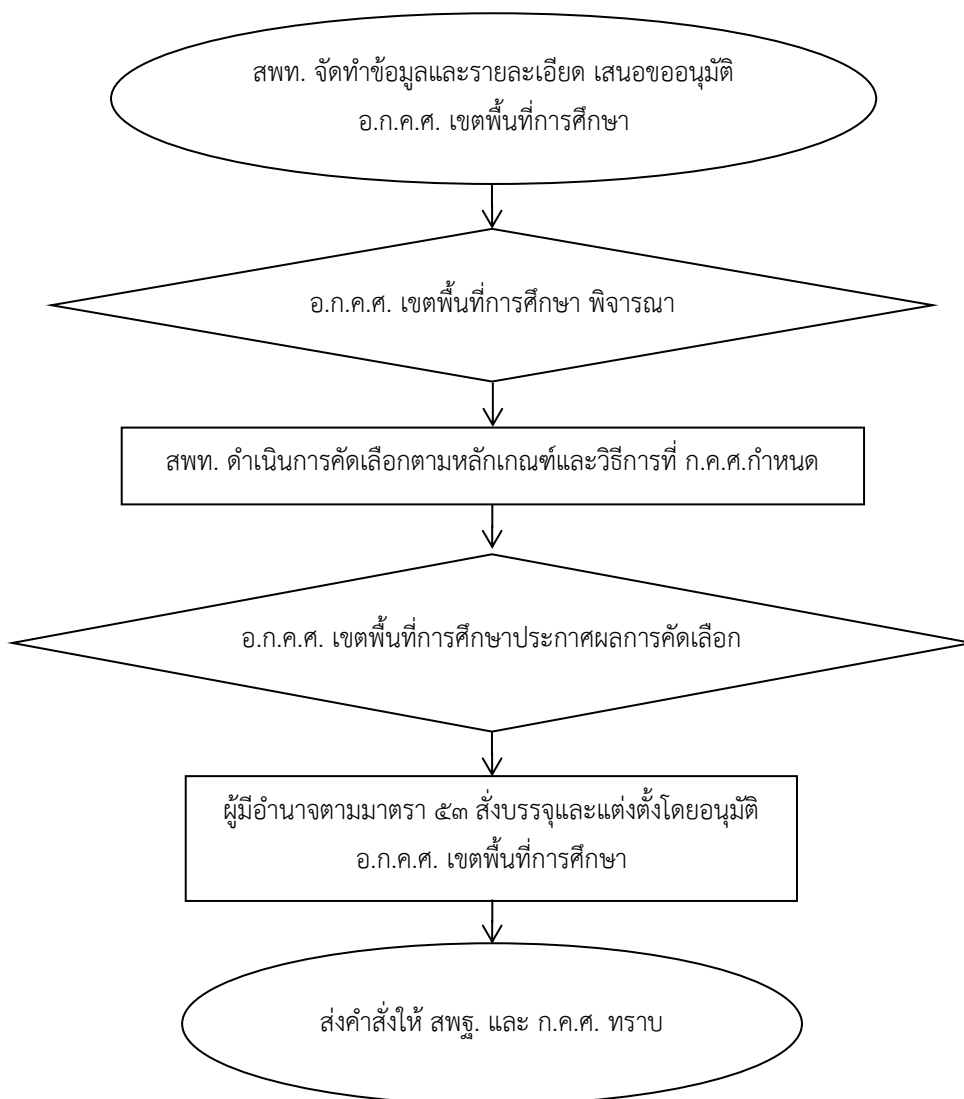 สพท. จัดทำข้อมูลและรายละเอียด เสนอขออนุมัติ
อ.ก.ค.ศ. เขตพื้นที่การศึกษา
อ.ก.ค.ศ. เขตพื้นที่การศึกษา พิจารณา
สพท. ดำเนินการคัดเลือกตามหลักเกณฑ์และวิธีการที่ ก.ค.ศ.กำหนด
อ.ก.ค.ศ. เขตพื้นที่การศึกษาประกาศผลการคัดเลือก
ผู้มีอำนาจตามมาตรา ๕๓ สั่งบรรจุและแต่งตั้งโดยอนุมัติ
อ.ก.ค.ศ. เขตพื้นที่การศึกษา
ส่งคำสั่งให้ สพฐ. และ ก.ค.ศ. ทราบ